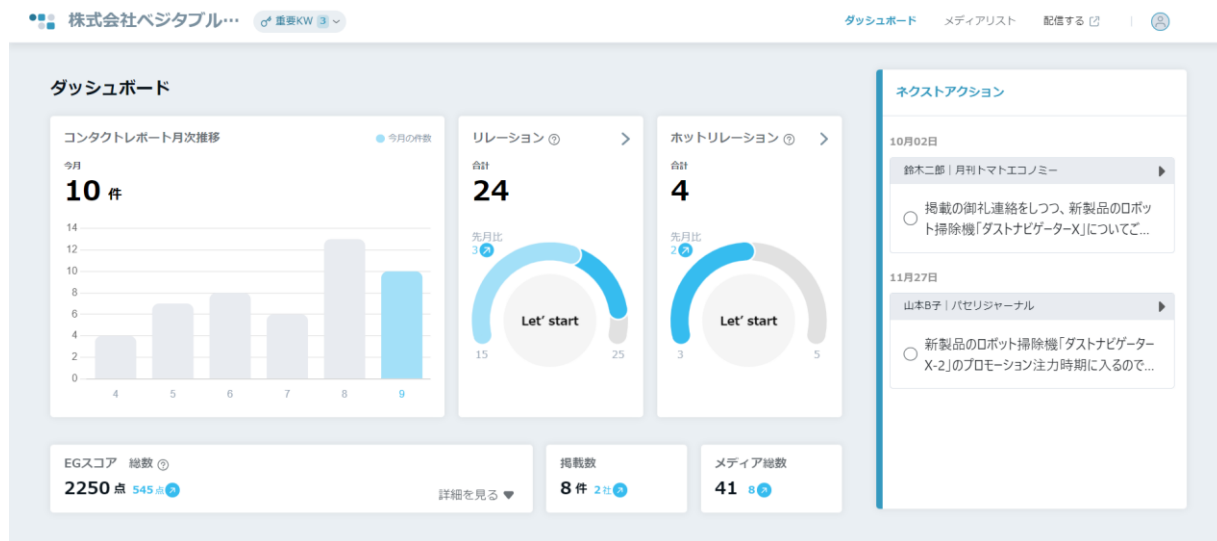 株式会社ベジタブル… 重要KW 3
ダッシュボード メディアリスト 配信する
ダッシュボード
コンタクトレポート月次推移 今月の件数
今月
10 件
14
12
10
8
6
4
2
0
4 5 6 7 8 9
リレーション
合計
24
先月比
3
Let' start
15 25
ホットリレーション
合計
4
先月比
2
Let' start
3 5
EGスコア 総数
2250 点 545 点
詳細を見る ▼
掲載数
8 件 2 社
メディア総数
41 8
ネクストアクション
10月02日
鈴木二郎 | 月刊トマトエコノミー
掲載の御礼連絡をしつつ、新製品のロボッ
ト掃除機「ダストナビゲーターX」についてご…
11月27日
山本B子 | パセリジャーナル
新製品のロボット掃除機「ダストナビゲーター
X-2」のプロモーション注力時期に入るので…